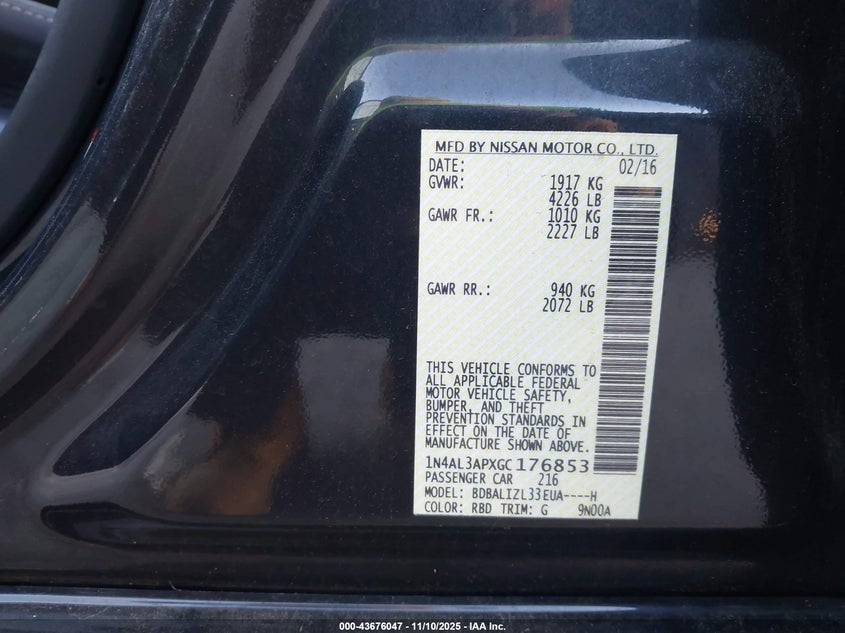 MFD BY NISSAN MOTOR CO., LTD.
DATE: 02/16
GVWR: 1917 KG
4226 LB
GAWR FR.: 1010 KG
2227 LB
GAWR RR.: 940 KG
2072 LB
THIS VEHICLE CONFORMS TO
ALL APPLICABLE FEDERAL
MOTOR VEHICLE SAFETY,
BUMPER, AND THEFT
PREVENTION STANDARDS IN
EFFECT ON THE DATE OF
MANUFACTURE SHOWN ABOVE.
1N4AL3APXGC176853
PASSENGER CAR 216
MODEL: BDBALIZL33EUA----H
COLOR: RBD TRIM: G 9N00A
000-43676047 - 11/10/2025 - IAA Inc.